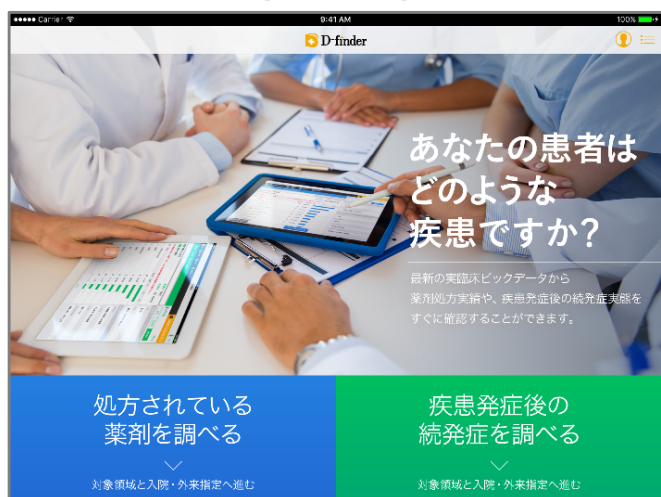 Carrier
9:41 AM
100%
D-finder
あなたの患者は
どのような
疾患ですか?
最新の実臨床ビックデータから
薬剤処方実績や、疾患発症後の続発症実態を
すぐに確認することができます。
処方されている
薬剤を調べる
対象領域と入院・外来指定へ進む
疾患発症後の
続発症を調べる
対象領域と入院・外来指定へ進む